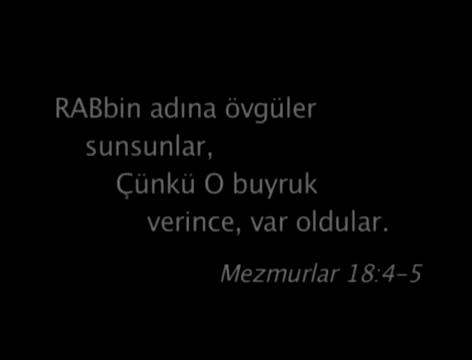 RABbin adına övgüler
sunsunlar,
Çünkü O buyruk
verince, var oldular.
Mezmurlar 18:4-5